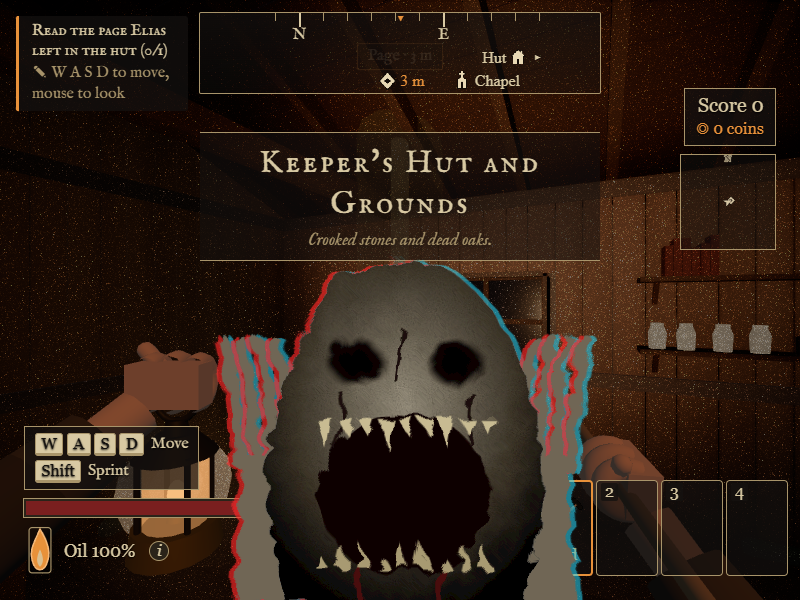 Read the page Elias
left in the hut (0/1)
W A S D to move,
mouse to look
N E
Page · 3 m
Hut
3 m Chapel
Score 0
0 coins
Keeper's Hut and
Grounds
Crooked stones and dead oaks.
W A S D Move
Shift Sprint
Oil 100% i
2 3 4